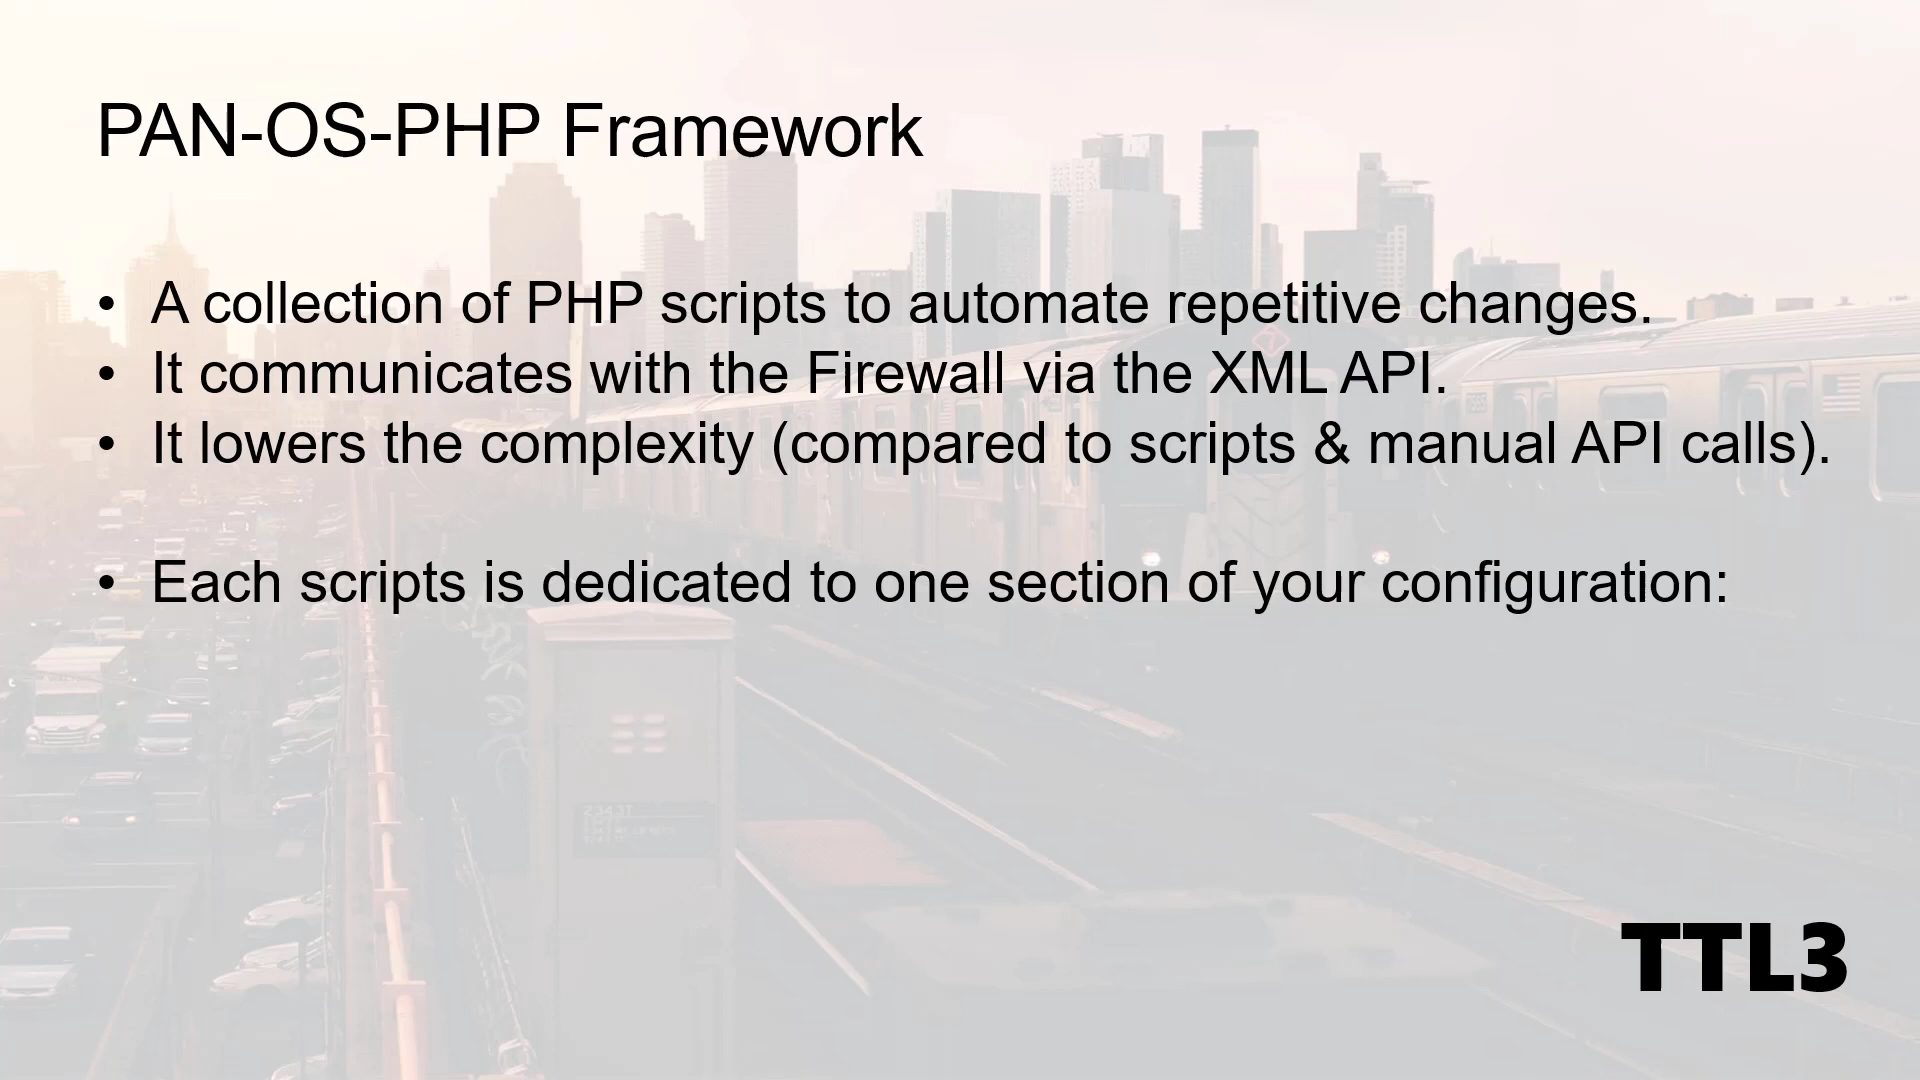 PAN-OS-PHP Framework
• A collection of PHP scripts to automate repetitive changes.
• It communicates with the Firewall via the XML API.
• It lowers the complexity (compared to scripts & manual API calls).
• Each scripts is dedicated to one section of your configuration:
TTL3